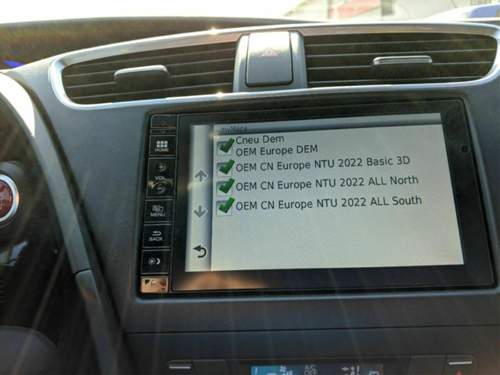 myMaps
Cneu Dem
OEM Europe DEM
OEM CN Europe NTU 2022 Basic 3D
OEM CN Europe NTU 2022 ALL North
OEM CN Europe NTU 2022 ALL South
HOME
VOL
MENU
BACK